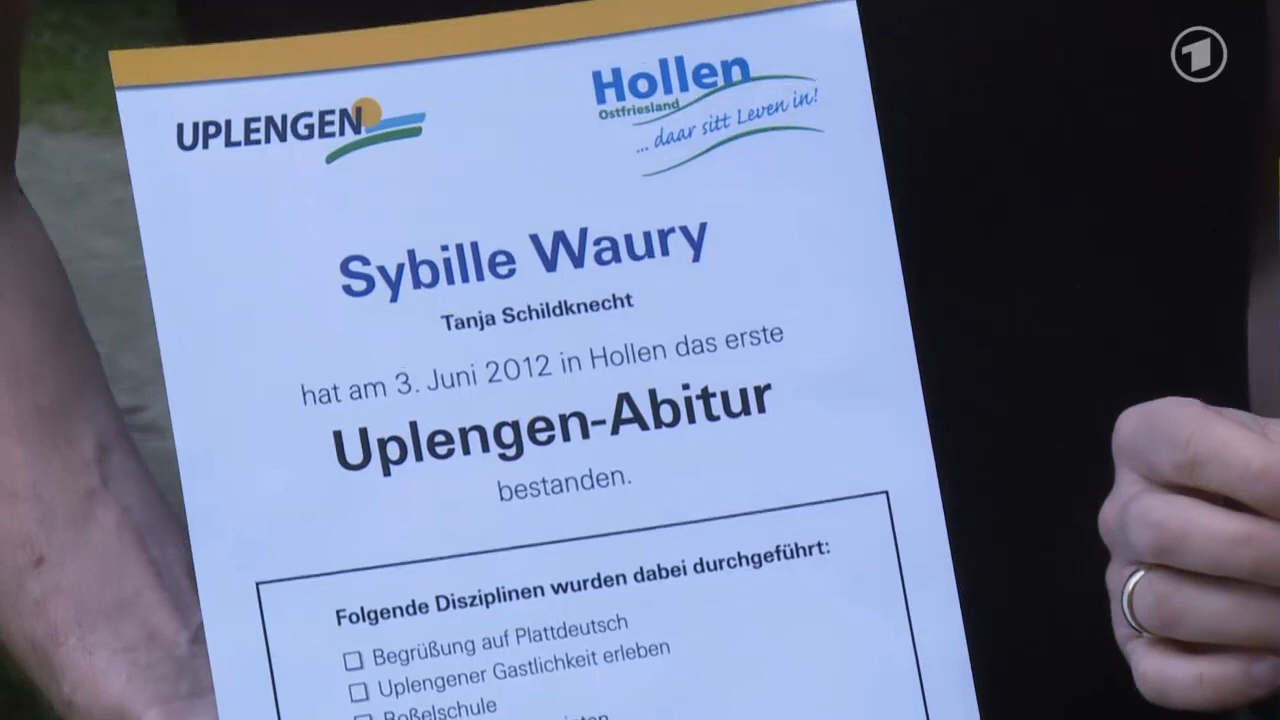 UPLENGEN
Hollen
Ostfriesland
... daar sitt Leven in!
Sybille Waury
Tanja Schildknecht
hat am 3. Juni 2012 in Hollen das erste
Uplengen-Abitur
bestanden.
Folgende Disziplinen wurden dabei durchgeführt:
Begrüßung auf Plattdeutsch
Uplengener Gastlichkeit erleben
Boßelschule
1